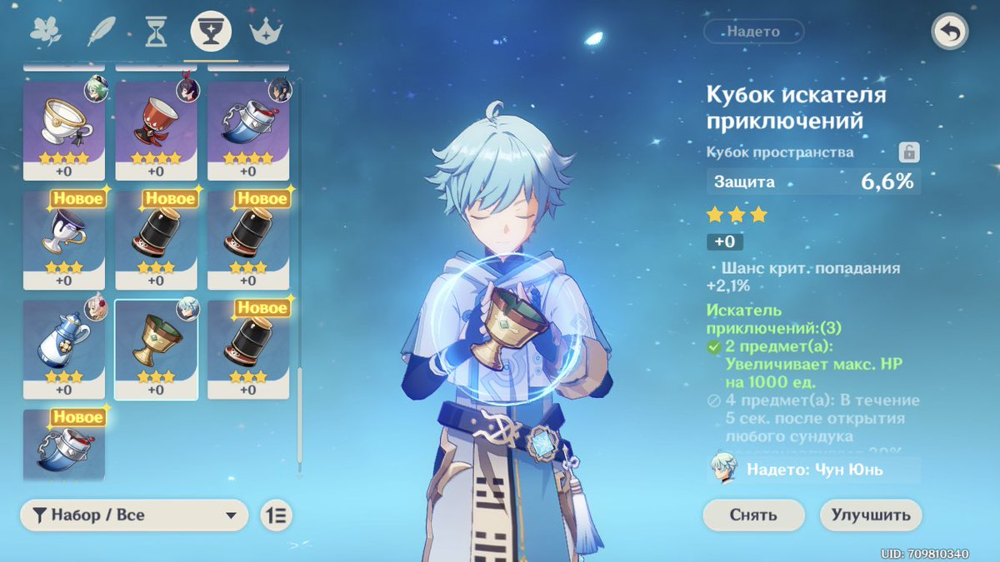 Надето
Кубок искателя
приключений
Кубок пространства
Защита 6,6%
+0
· Шанс крит. попадания
+2,1%
Искатель
приключений:(3)
2 предмет(а):
Увеличивает макс. HP
на 1000 ед.
4 предмет(а): В течение
5 сек. после открытия
любого сундука
восстанавливает 30%
Надето: Чун Юнь
Снять
Улучшить
+0
+0
+0
Новое
Новое
Новое
+0
+0
+0
Новое
+0
+0
+0
Новое
Набор / Все
UID: 709810340